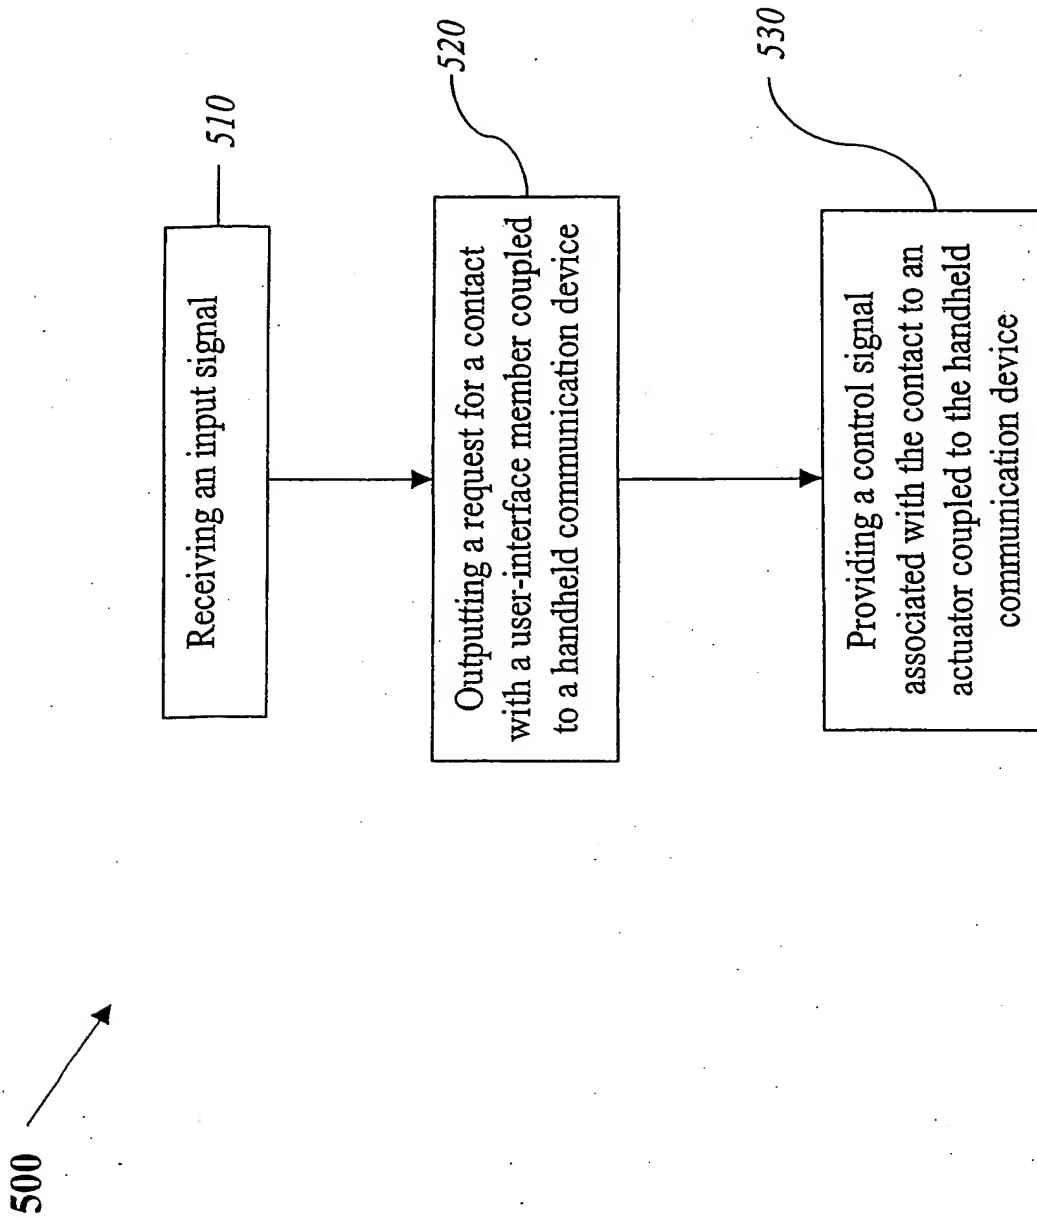 500
Receiving an input signal
510
Outputting a request for a contact
with a user-interface member coupled
to a handheld communication device
520
Providing a control signal
associated with the contact to an
actuator coupled to the handheld
communication device
530